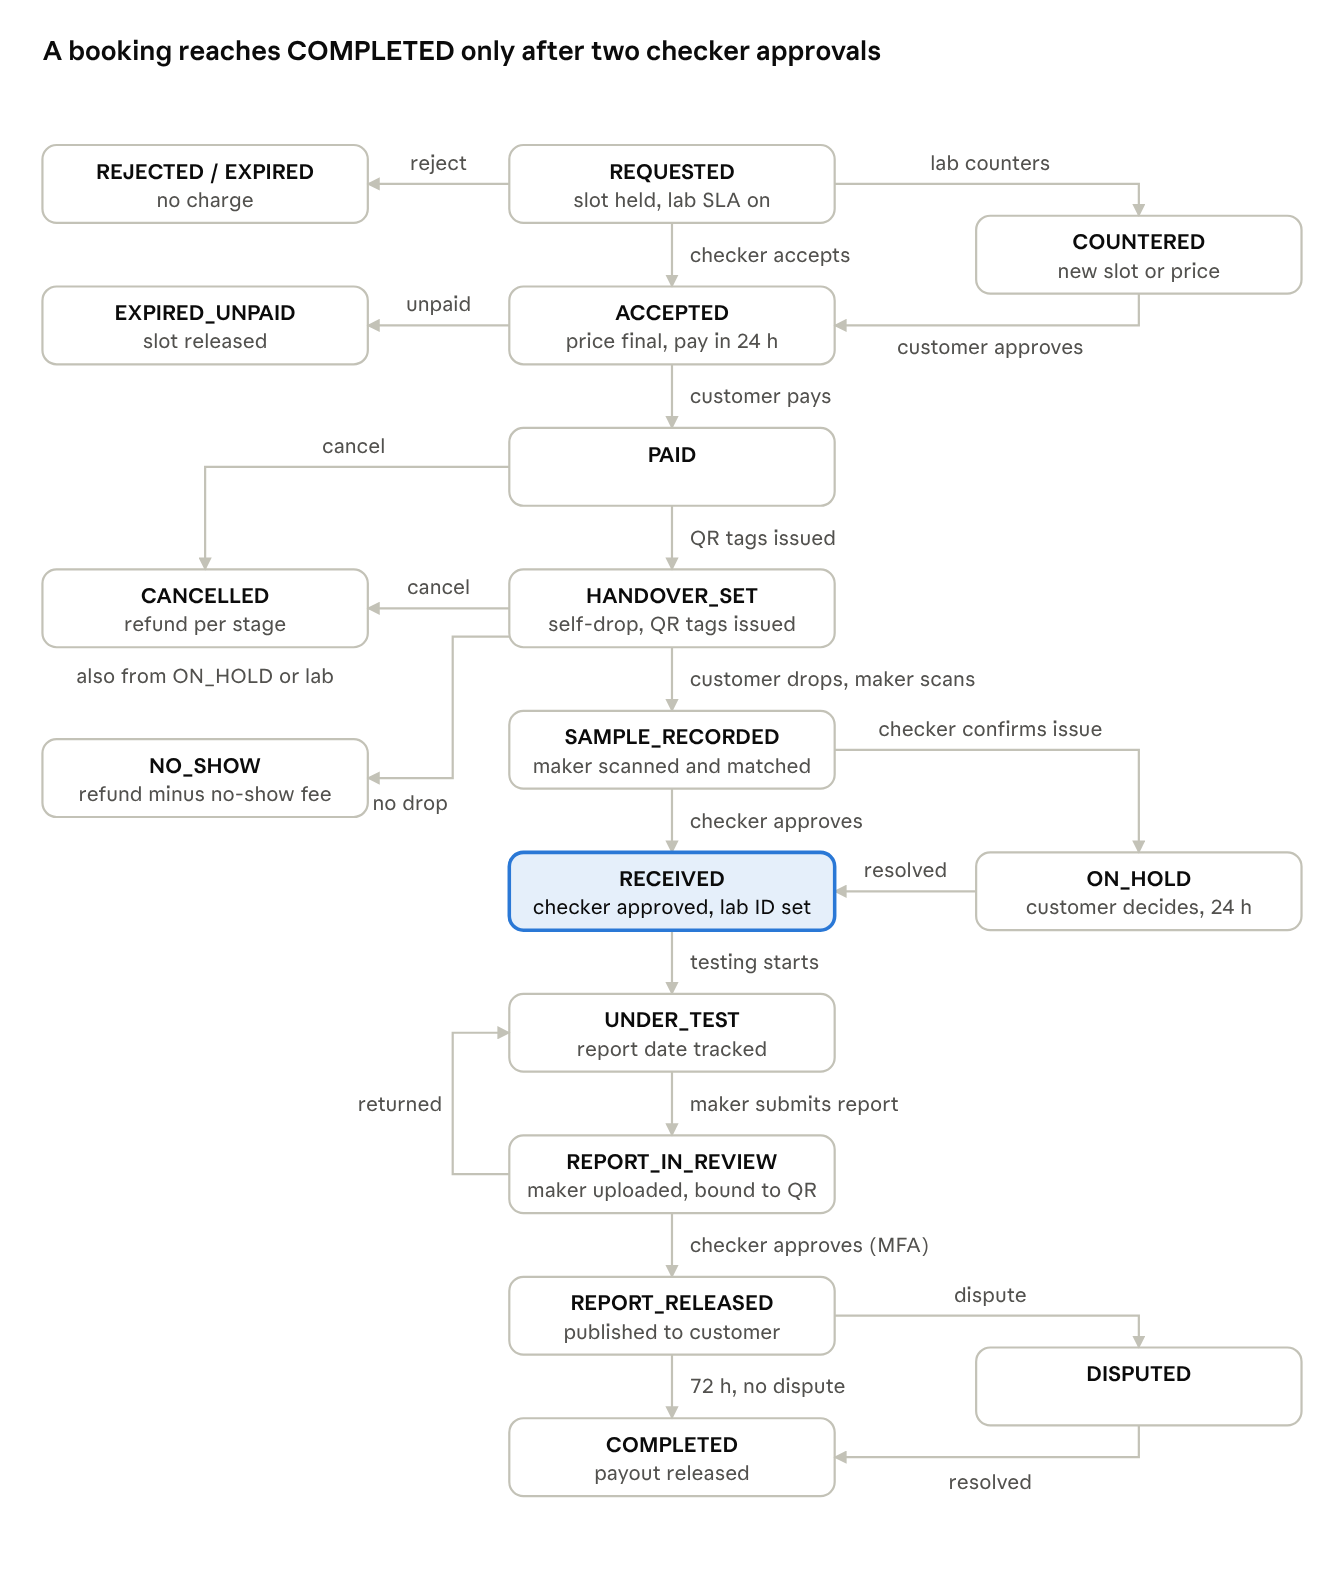 A booking reaches COMPLETED only after two checker approvals
REJECTED / EXPIRED
no charge
reject
REQUESTED
slot held, lab SLA on
lab counters
COUNTERED
new slot or price
checker accepts
EXPIRED_UNPAID
slot released
unpaid
ACCEPTED
price final, pay in 24 h
customer approves
customer pays
cancel
PAID
QR tags issued
CANCELLED
refund per stage
cancel
HANDOVER_SET
self-drop, QR tags issued
also from ON_HOLD or lab
customer drops, maker scans
NO_SHOW
refund minus no-show fee
no drop
SAMPLE_RECORDED
maker scanned and matched
checker confirms issue
checker approves
RECEIVED
checker approved, lab ID set
resolved
ON_HOLD
customer decides, 24 h
testing starts
UNDER_TEST
report date tracked
returned
maker submits report
REPORT_IN_REVIEW
maker uploaded, bound to QR
checker approves (MFA)
REPORT_RELEASED
published to customer
dispute
DISPUTED
72 h, no dispute
COMPLETED
payout released
resolved